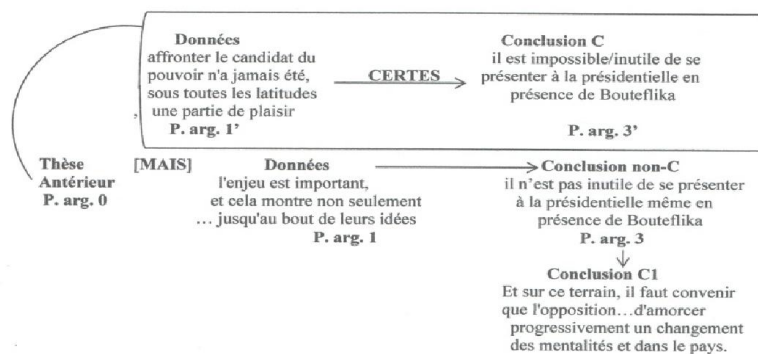 Données
affronter le candidat du
pouvoir n'a jamais été,
sous toutes les latitudes
une partie de plaisir
P. arg. 1'
CERTES
Conclusion C
il est impossible/inutile de se
présenter à la présidentielle en
présence de Bouteflika
P. arg. 3'
Thèse
Antérieur
P. arg. 0
[MAIS]
Données
l'enjeu est important,
et cela montre non seulement
… jusqu'au bout de leurs idées
P. arg. 1
Conclusion non-C
il n'est pas inutile de se présenter
à la présidentielle même en
présence de Bouteflika
P. arg. 3
Conclusion C1
Et sur ce terrain, il faut convenir
que l'opposition…d'amorcer
progressivement un changement
des mentalités et dans le pays.